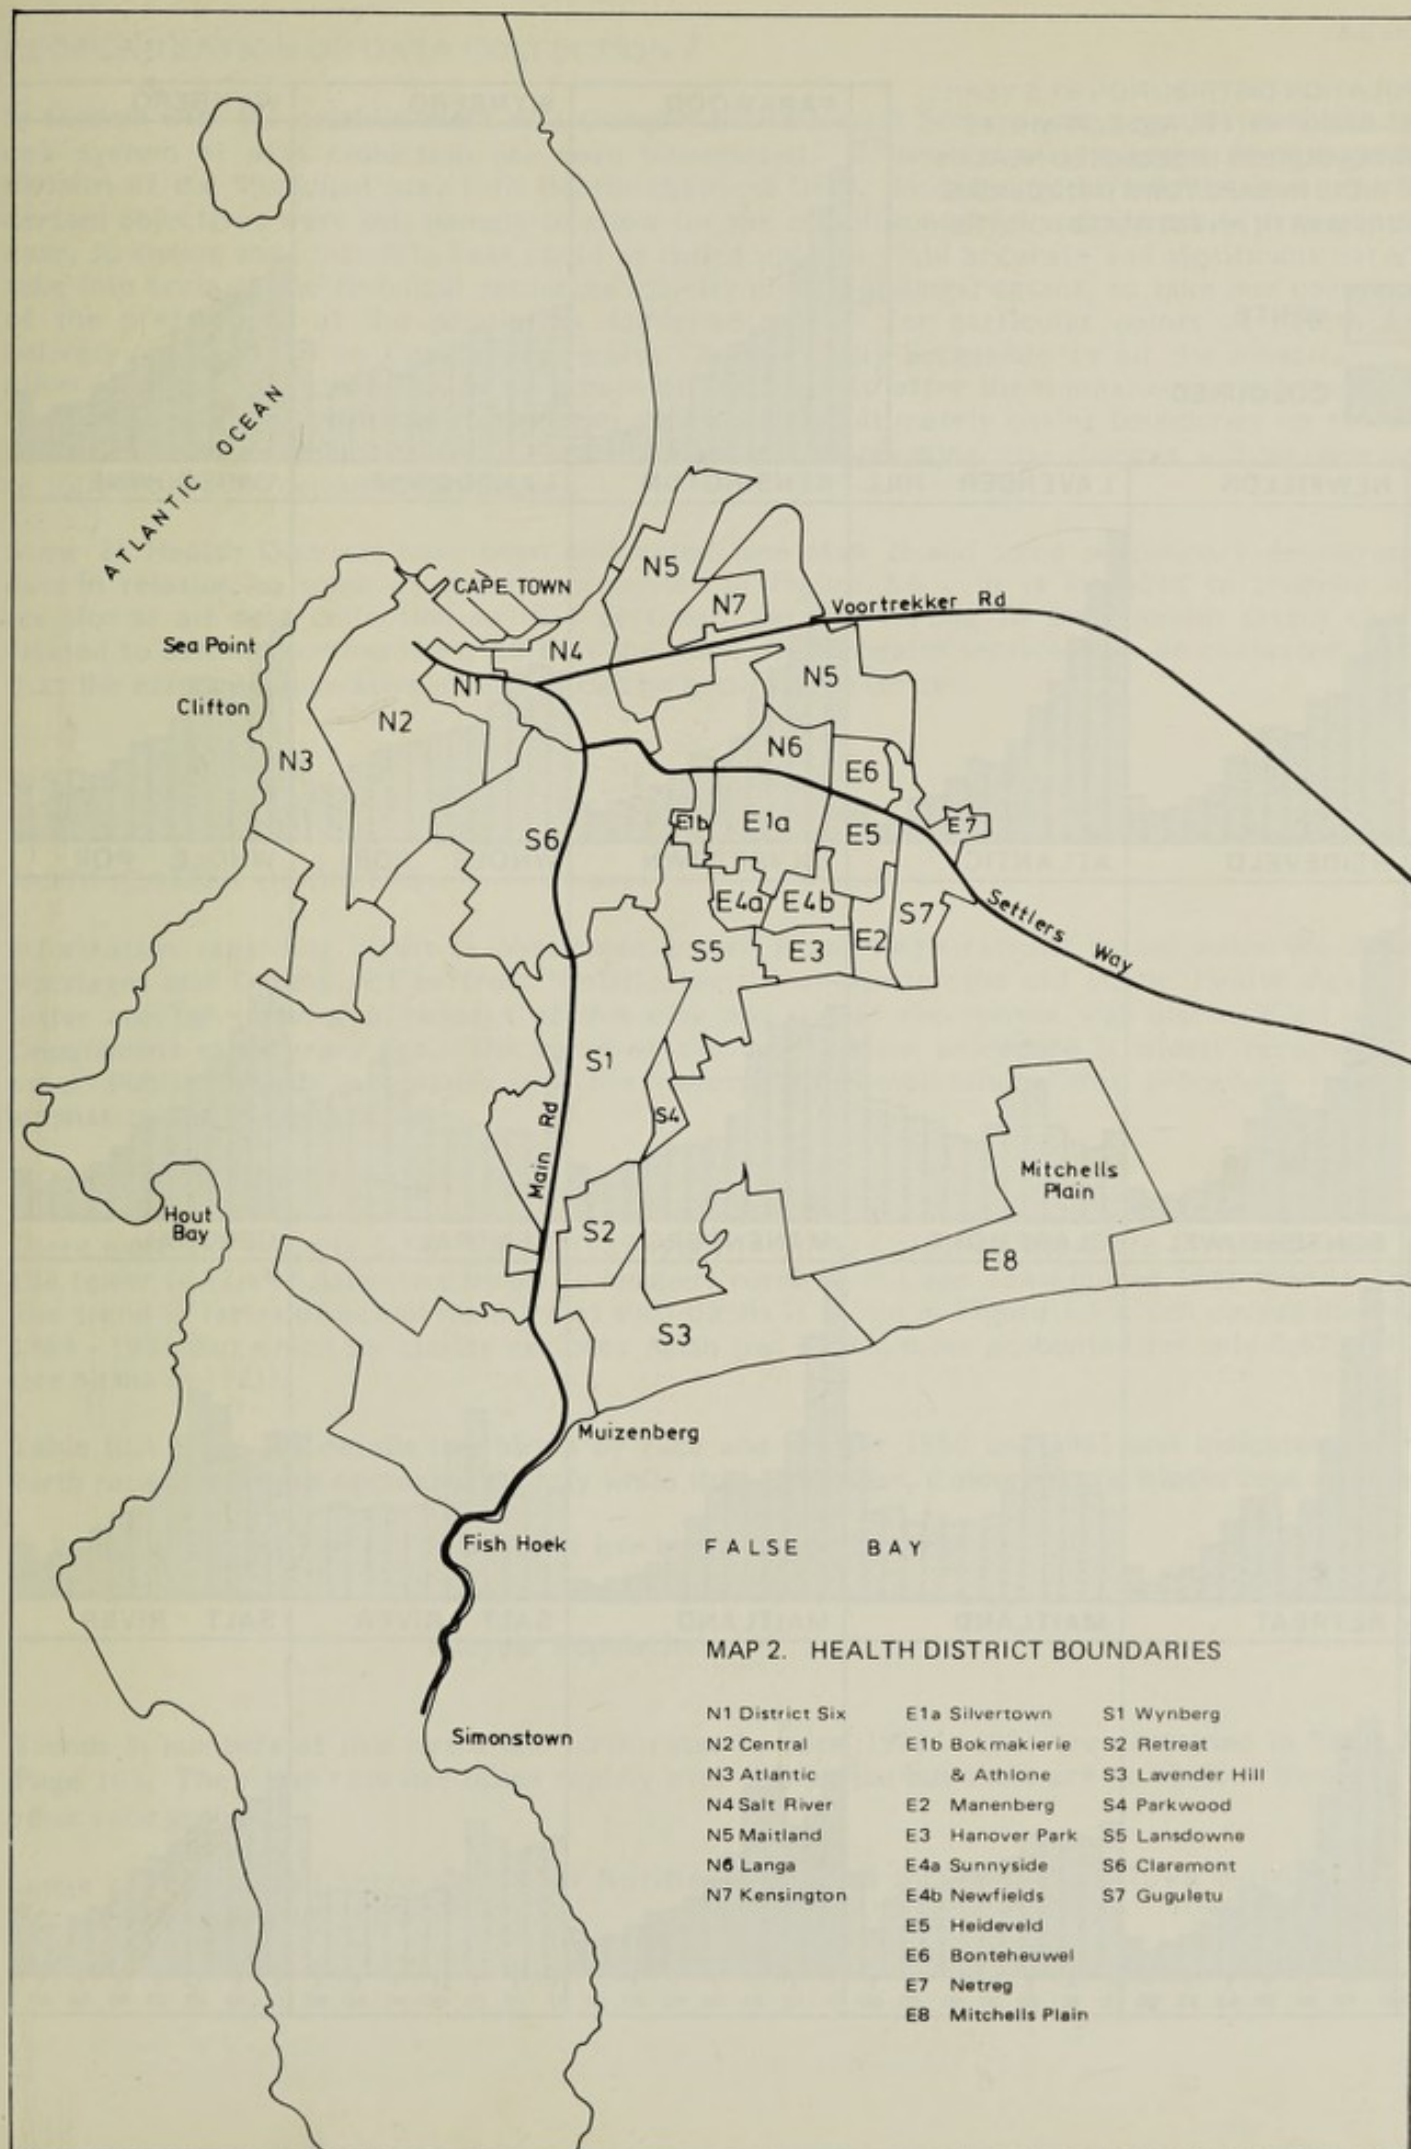 ATLANTIC OCEAN
CAPE TOWN
N5
N7
Voortrekker Rd
Sea Point
N4
N5
N1
Clifton
N2
N3
N6
E6
S6
E1b
E1a
E5
E7
E4a
E4b
S7
Settlers Way
S5
E3
E2
S1
S4
Main Rd
Mitchells
Plain
Hout
Bay
S2
E8
S3
Muizenberg
Fish Hoek
FALSE BAY
Simonstown
MAP 2. HEALTH DISTRICT BOUNDARIES
N1 District Six
N2 Central
N3 Atlantic
N4 Salt River
N5 Maitland
N6 Langa
N7 Kensington
E1a Silvertown
E1b Bokmakierie
& Athlone
E2 Manenberg
E3 Hanover Park
E4a Sunnyside
E4b Newfields
E5 Heideveld
E6 Bonteheuwel
E7 Netreg
E8 Mitchells Plain
S1 Wynberg
S2 Retreat
S3 Lavender Hill
S4 Parkwood
S5 Lansdowne
S6 Claremont
S7 Guguletu